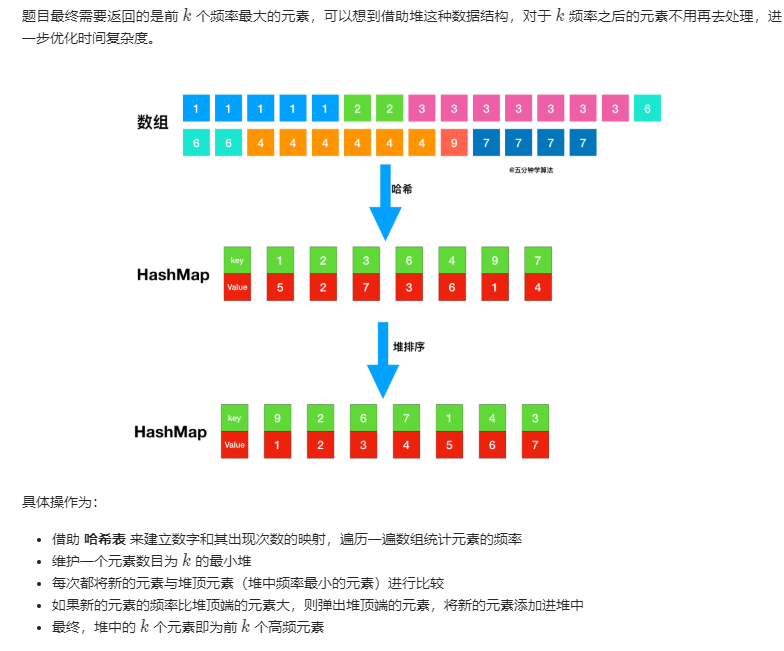 题目最终需要返回的是前 k 个频率最大的元素，可以想到借助堆这种数据结构，对于 k 频率之后的元素不用再去处理，进
一步优化时间复杂度。
数组 1 1 1 1 1 2 2 3 3 3 3 3 3 3 6
6 6 4 4 4 4 4 4 9 7 7 7 7
@五分钟学算法
哈希
HashMap
key 1 2 3 6 4 9 7
Value 5 2 7 3 6 1 4
堆排序
HashMap
key 9 2 6 7 1 4 3
Value 1 2 3 4 5 6 7
具体操作为：
• 借助 哈希表 来建立数字和其出现次数的映射，遍历一遍数组统计元素的频率
• 维护一个元素数目为 k 的最小堆
• 每次都将新的元素与堆顶元素（堆中频率最小的元素）进行比较
• 如果新的元素的频率比堆顶端的元素大，则弹出堆顶端的元素，将新的元素添加进堆中
• 最终，堆中的 k 个元素即为前 k 个高频元素